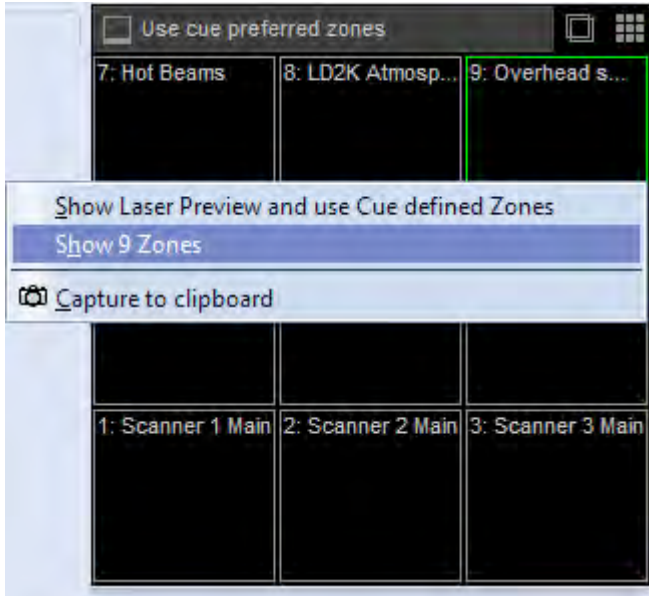 Use cue preferred zones
7: Hot Beams 8: LD2K Atmosp... 9: Overhead s...
Show Laser Preview and use Cue defined Zones
Show 9 Zones
Capture to clipboard
1: Scanner 1 Main 2: Scanner 2 Main 3: Scanner 3 Main